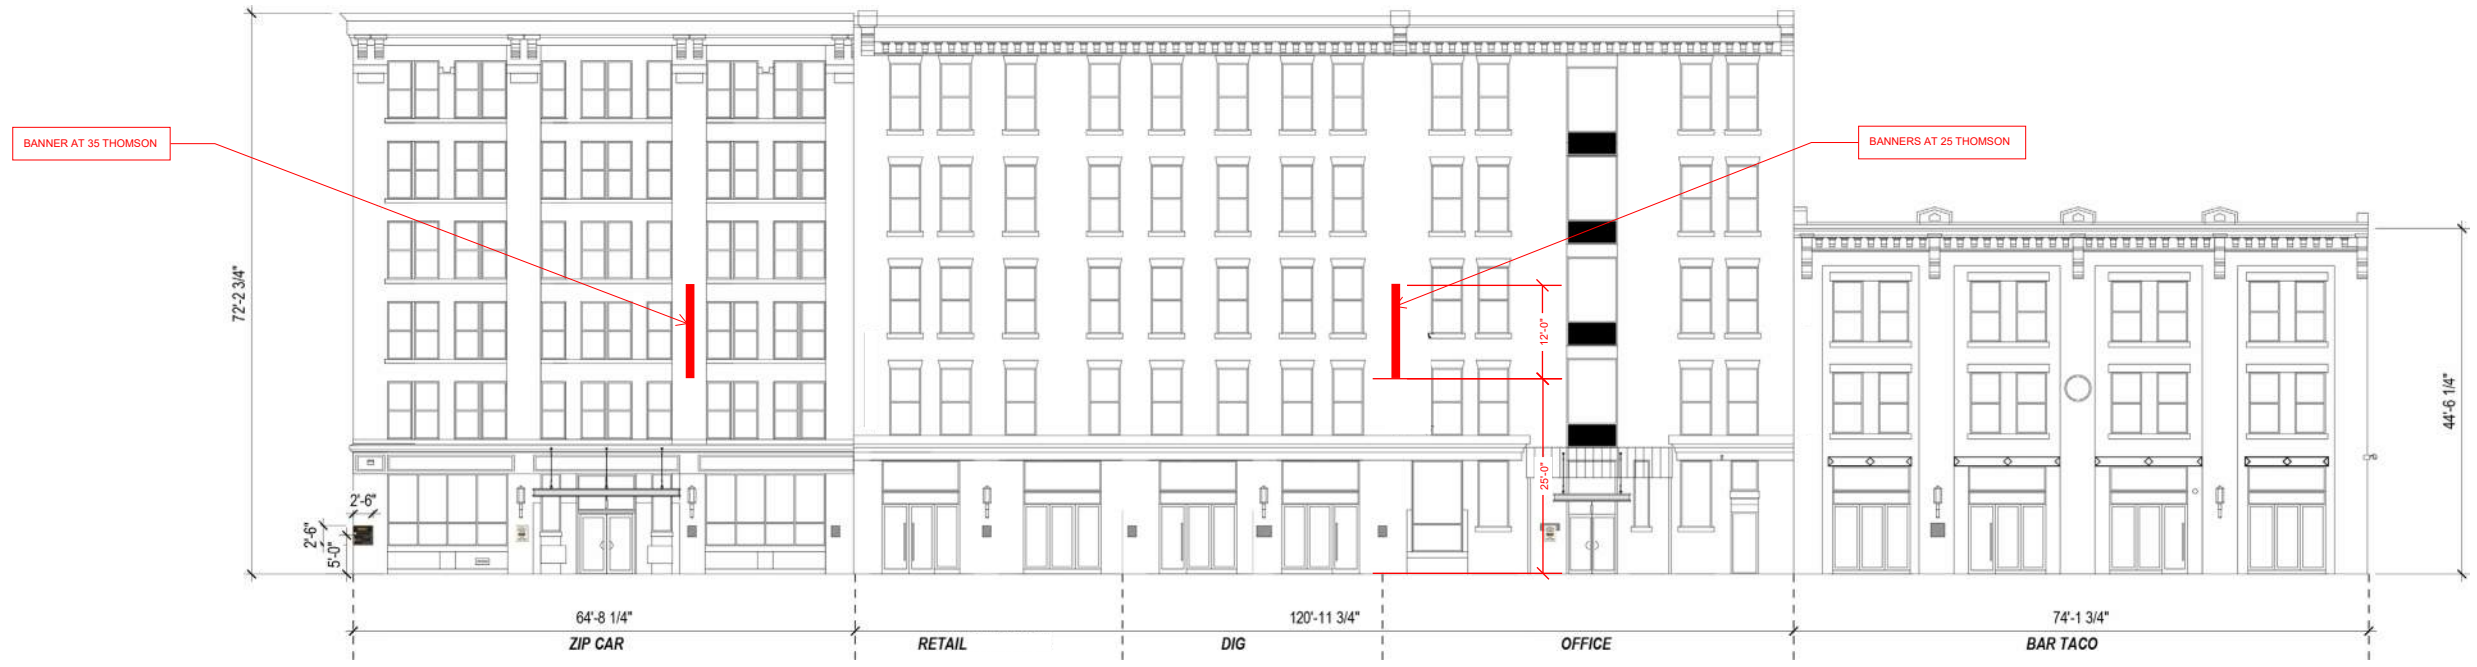 BANNER AT 35 THOMSON
BANNERS AT 25 THOMSON
72'-2 3/4"
12'-0"
25'-0"
44'-6 1/4"
2'-6"
2'-6"
5'-0"
64'-8 1/4"
120'-11 3/4"
74'-1 3/4"
ZIP CAR
RETAIL
DIG
OFFICE
BAR TACO